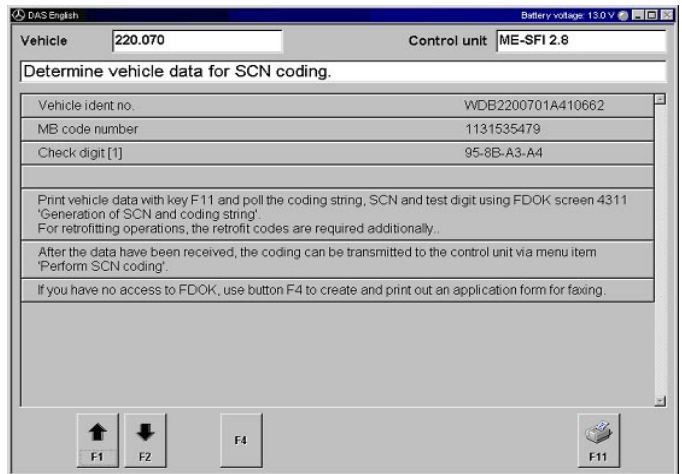 DAS English Battery voltage: 13.0 V
Vehicle 220.070 Control unit ME-SFI 2.8
Determine vehicle data for SCN coding.
Vehicle ident no. WDB2200701A410662
MB code number 1131535479
Check digit [1] 95-8B-A3-A4
Print vehicle data with key F11 and poll the coding string, SCN and test digit using FDOK screen 4311
'Generation of SCN and coding string'.
For retrofitting operations, the retrofit codes are required additionally..
After the data have been received, the coding can be transmitted to the control unit via menu item
'Perform SCN coding'.
If you have no access to FDOK, use button F4 to create and print out an application form for faxing.
F1 F2 F4 F11